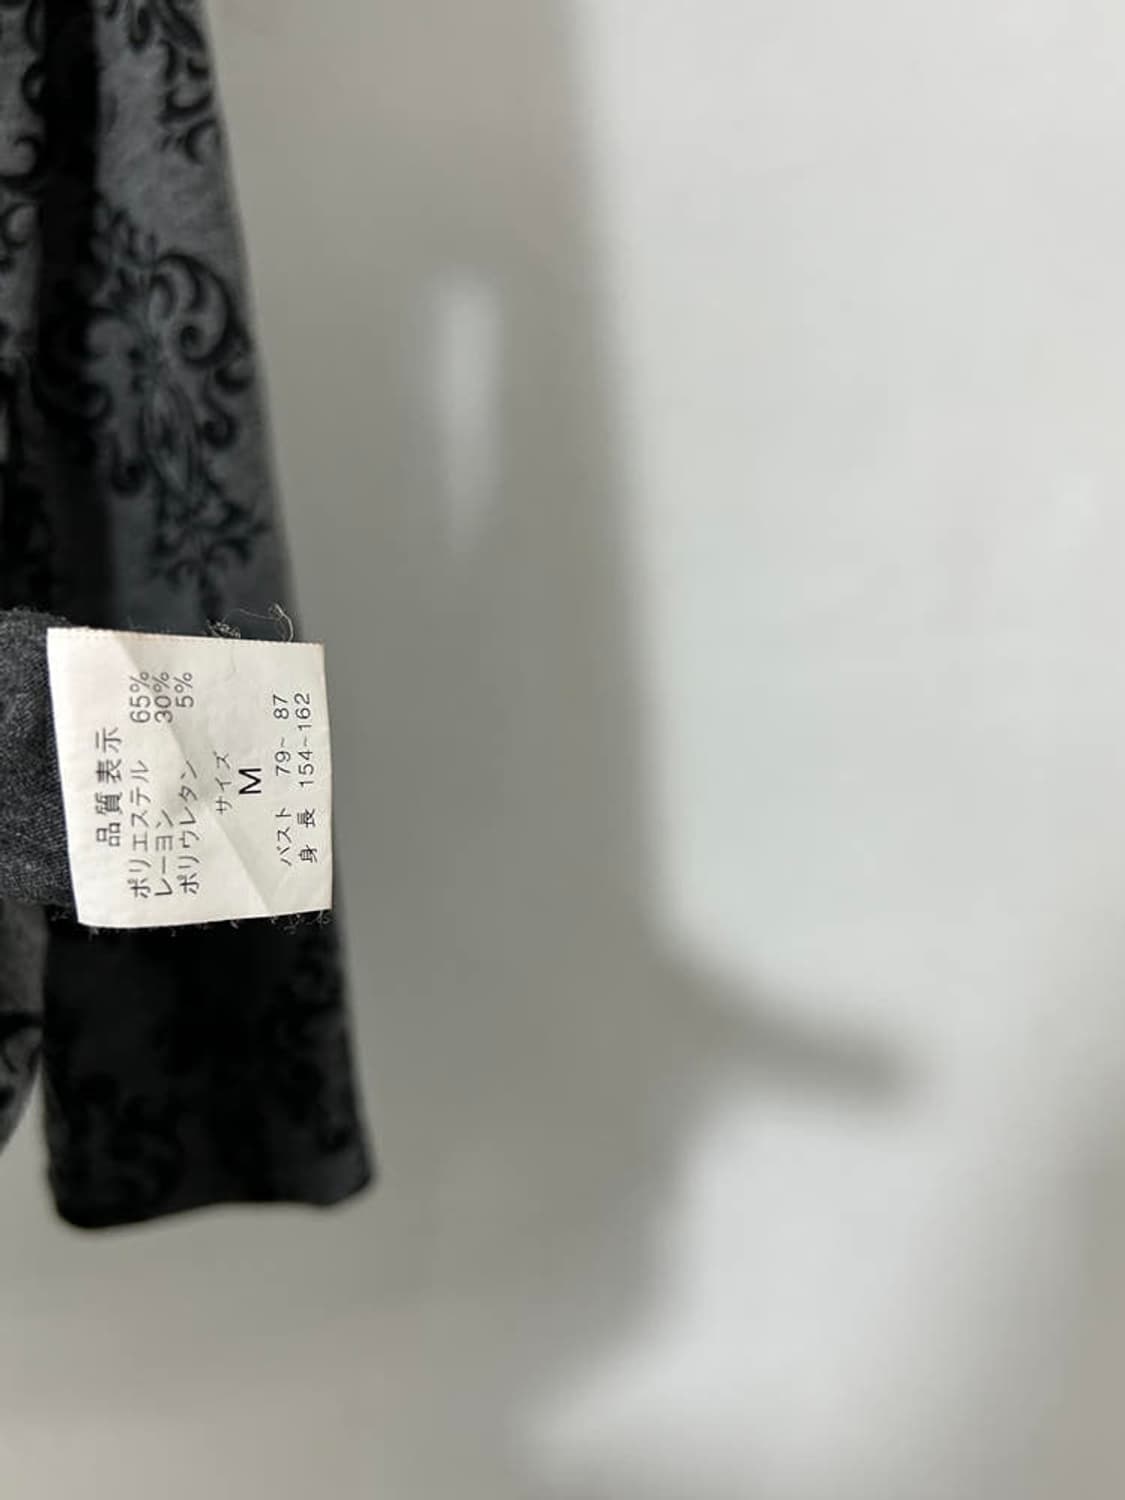 品質表示
ポリエステル 65%
レーヨン 30%
ポリウレタン 5%
サイズ
M
バスト 79~ 87
身 長 154~162